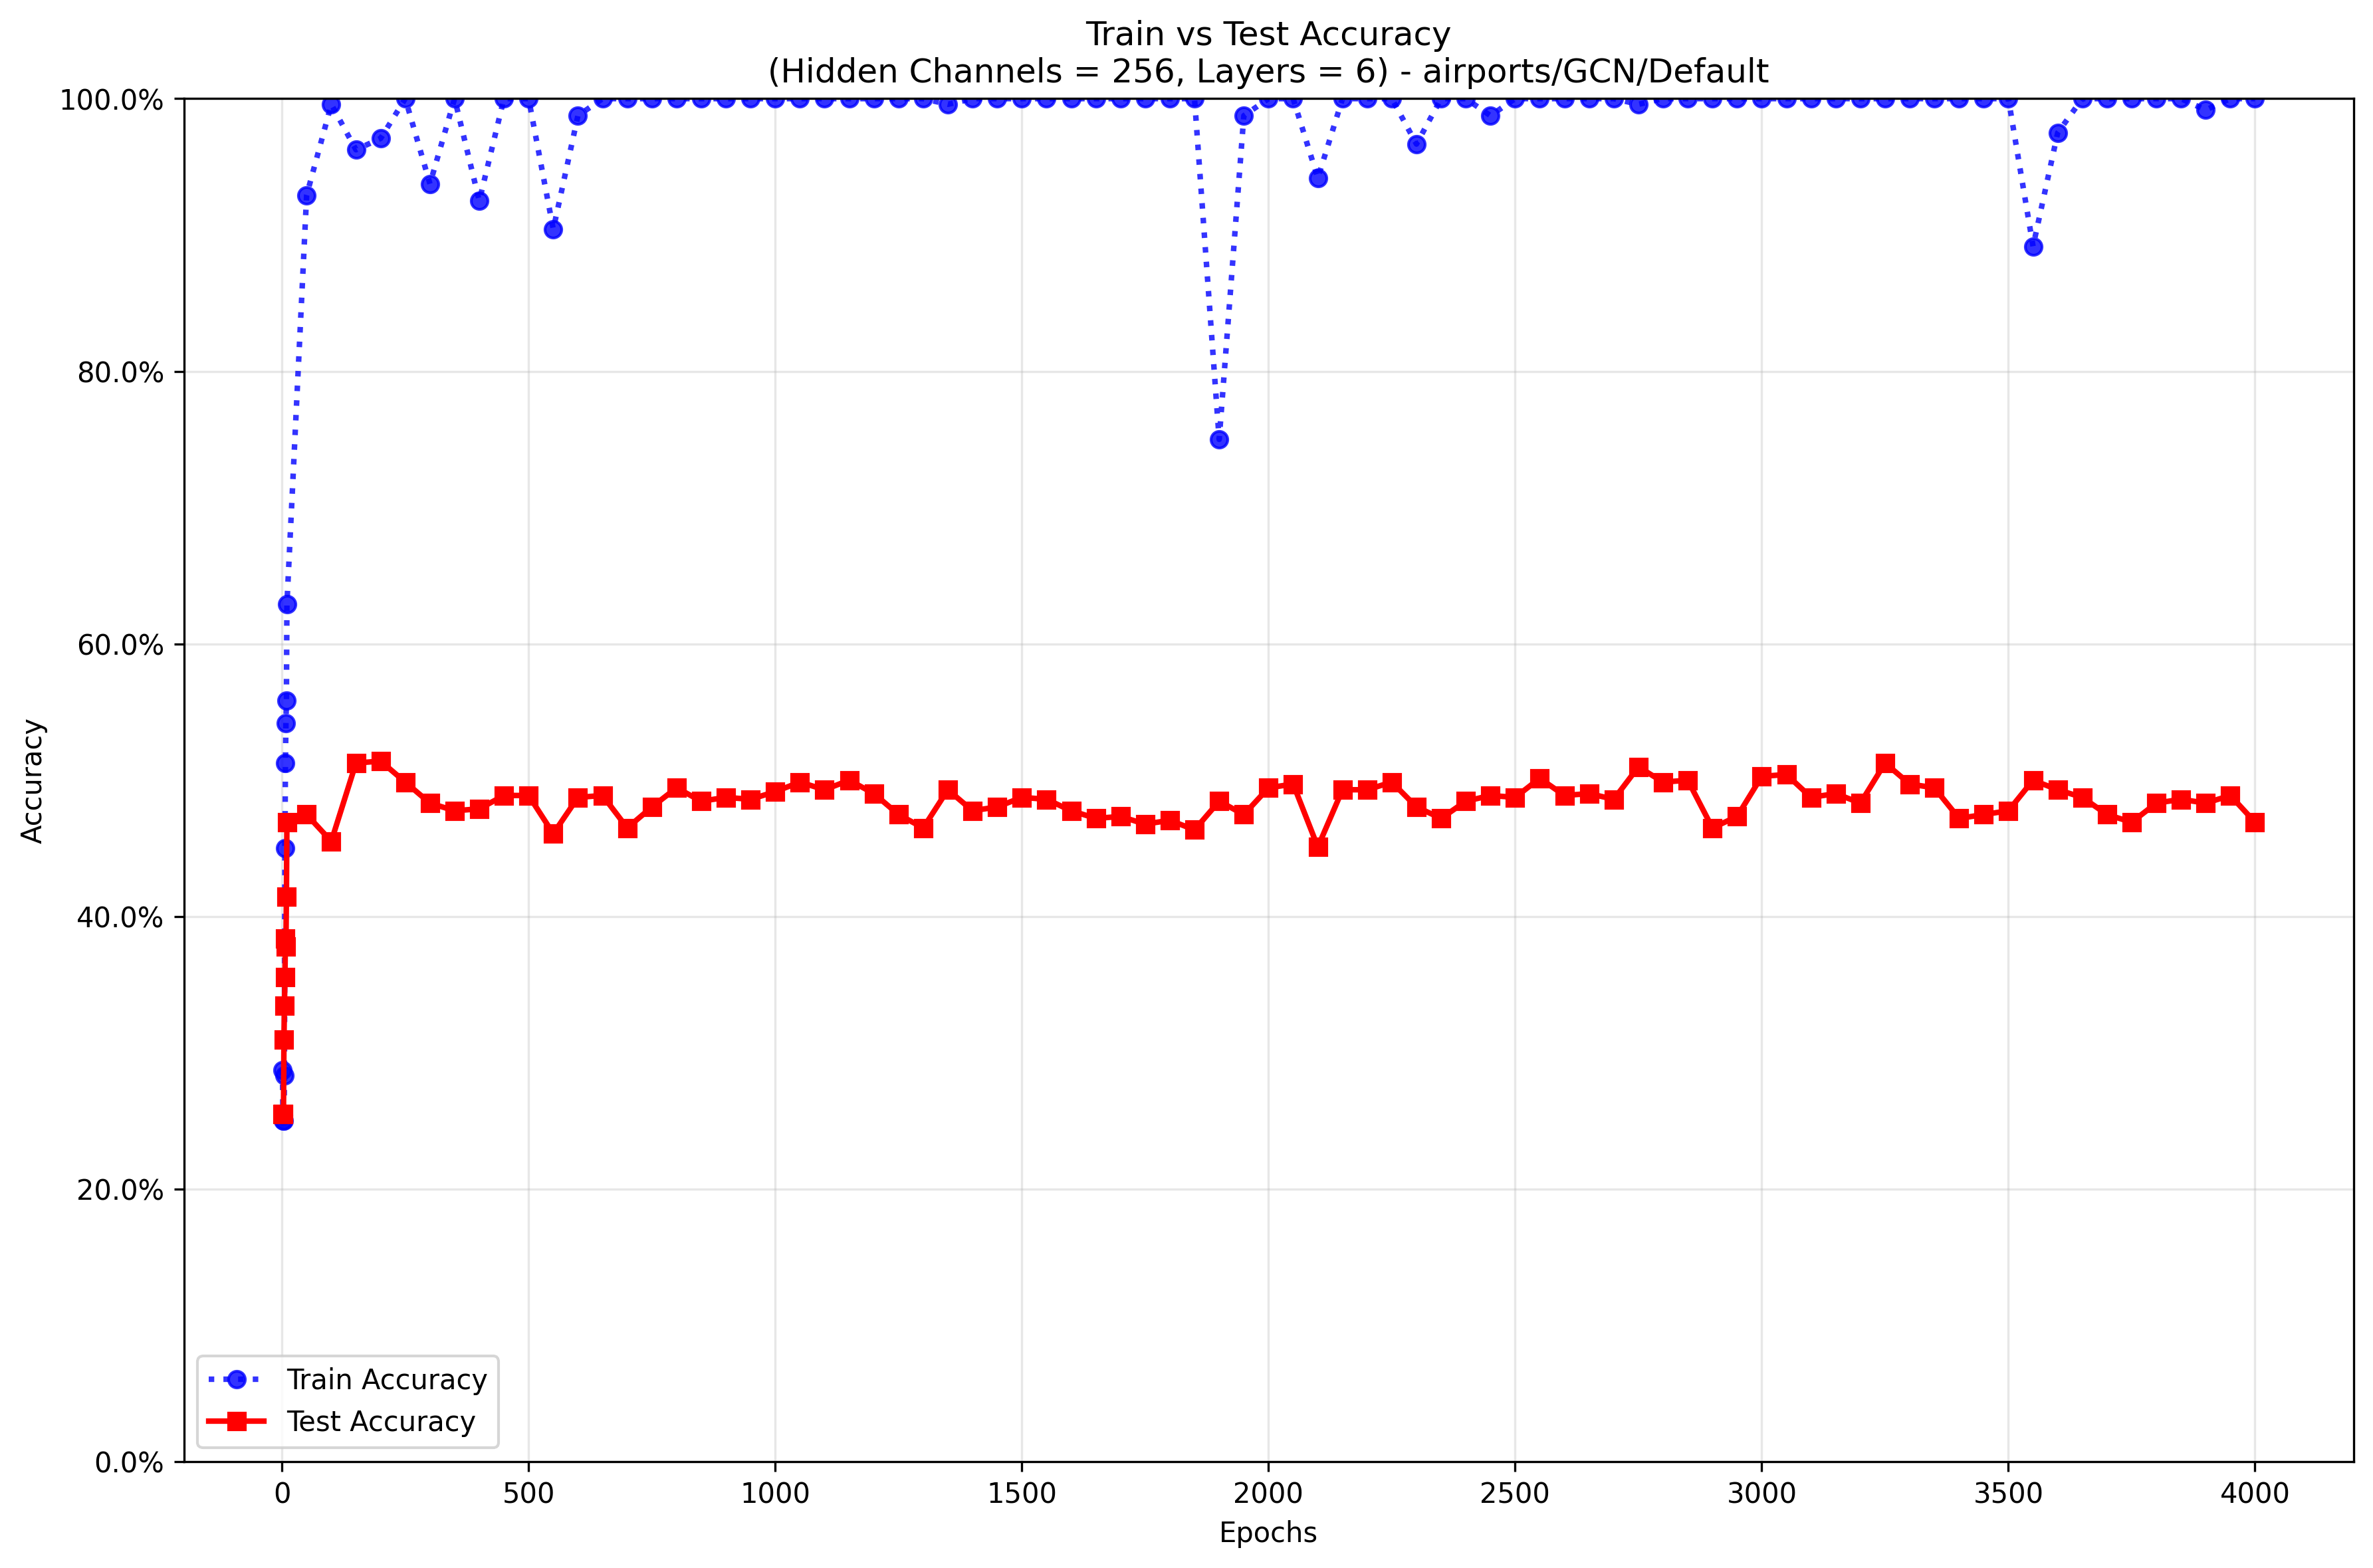 Train vs Test Accuracy
(Hidden Channels = 256, Layers = 6) - airports/GCN/Default
100.0%
80.0%
60.0%
40.0%
20.0%
0.0%
Accuracy
Train Accuracy
Test Accuracy
0 500 1000 1500 2000 2500 3000 3500 4000
Epochs